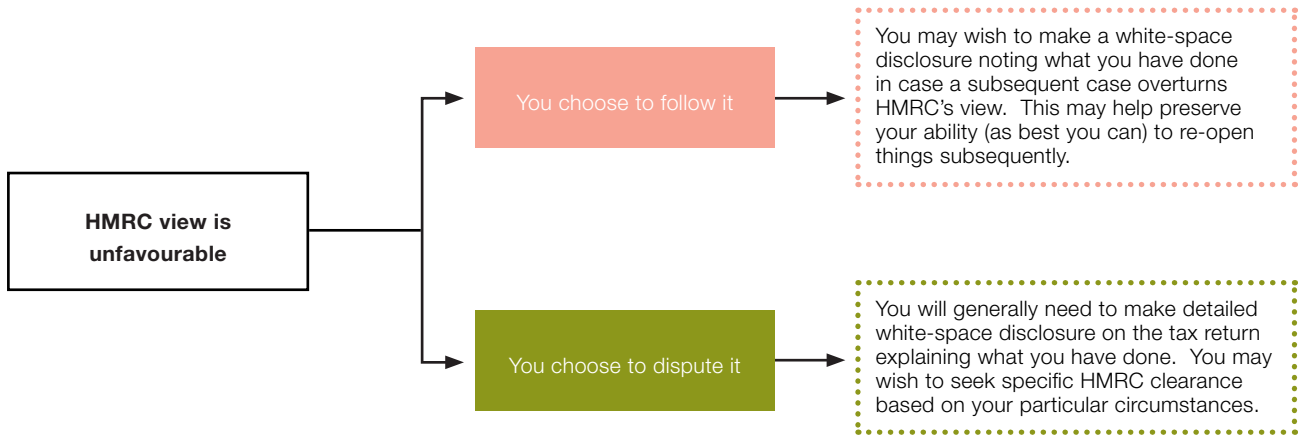 HMRC view is
unfavourable
You choose to follow it
You may wish to make a white-space
disclosure noting what you have done
in case a subsequent case overturns
HMRC’s view.  This may help preserve
your ability (as best you can) to re-open
things subsequently.
You choose to dispute it
You will generally need to make detailed
white-space disclosure on the tax return
explaining what you have done.  You may
wish to seek specific HMRC clearance
based on your particular circumstances.